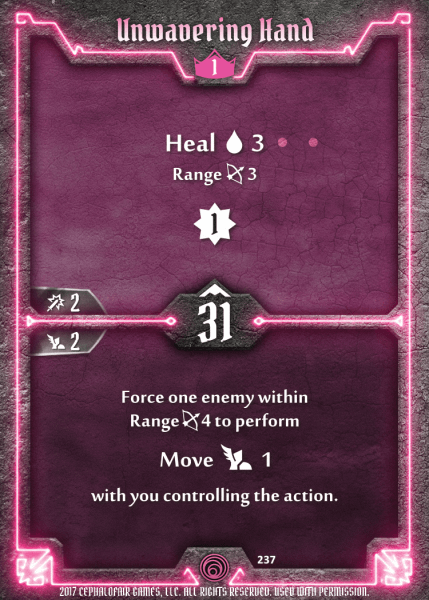 Unwavering Hand
1
Heal 3
Range 3
1
2
31
2
Force one enemy within
Range 4 to perform
Move 1
with you controlling the action.
237
2017 Cephalofair Games, LLC. All rights reserved. Used with permission.